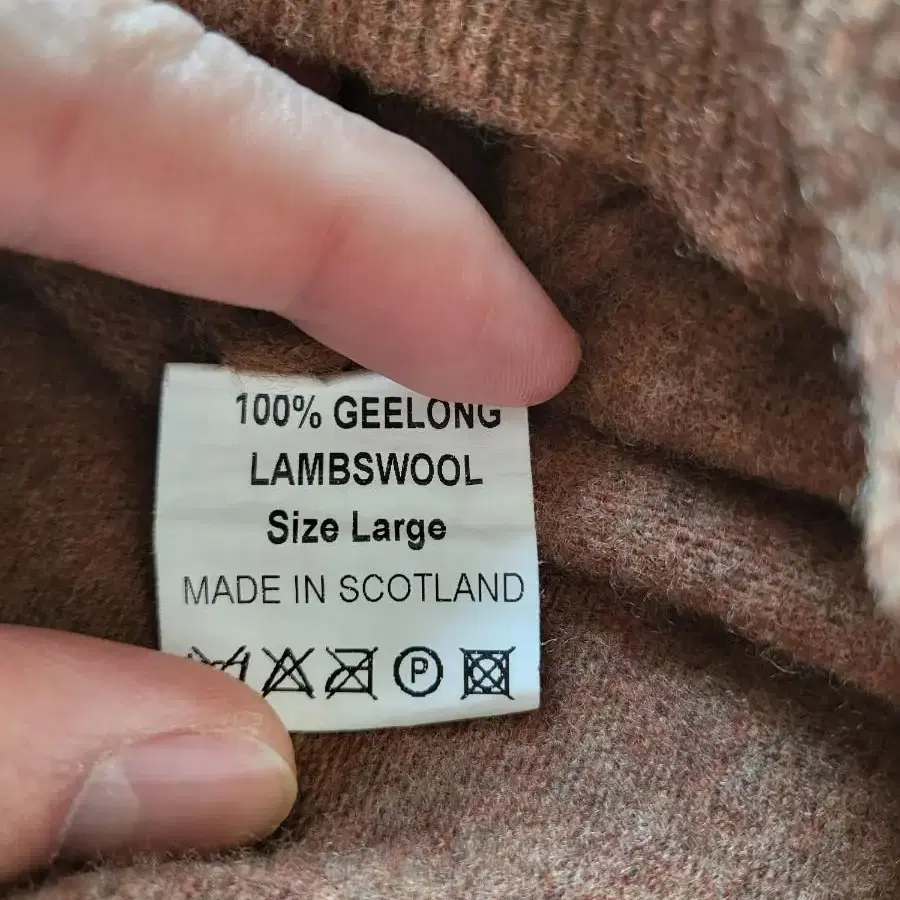 100% GEELONG
LAMBSWOOL
Size Large
MADE IN SCOTLAND
P